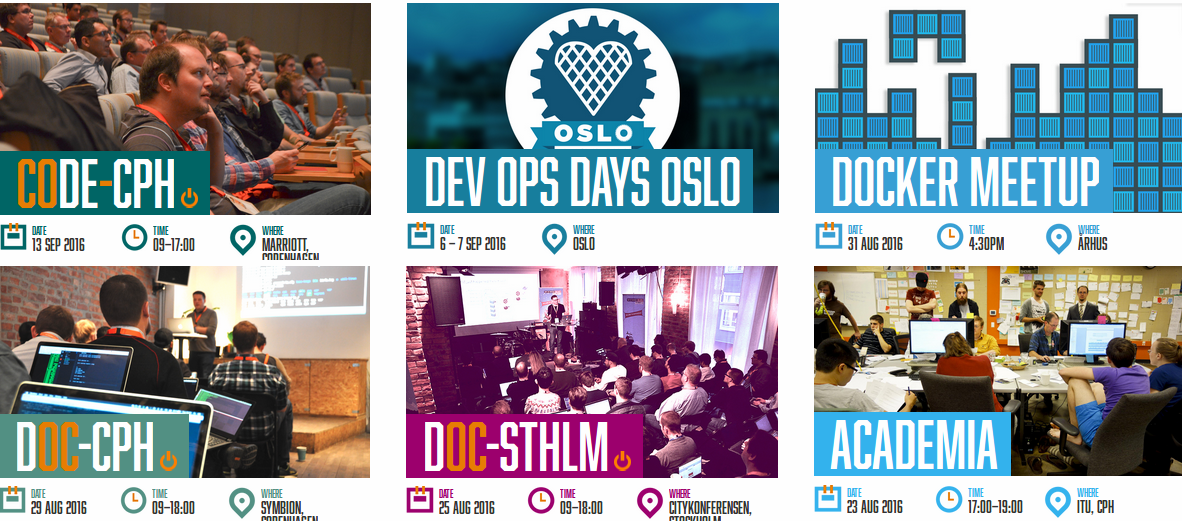 CODE-CPH
DATE
13 SEP 2016
TIME
09–17:00
WHERE
MARRIOTT,
COPENHAGEN
OSLO
DEV OPS DAYS OSLO
DATE
6 – 7 SEP 2016
WHERE
OSLO
DOCKER MEETUP
DATE
31 AUG 2016
TIME
4:30PM
WHERE
ÅRHUS
DOC-CPH
DATE
29 AUG 2016
TIME
09–18:00
WHERE
SYMBION,
COPENHAGEN
DOC-STHLM
DATE
25 AUG 2016
TIME
09–18:00
WHERE
CITYKONFERENSEN,
STOCKHOLM
ACADEMIA
DATE
23 AUG 2016
TIME
17:00–19:00
WHERE
ITU, CPH